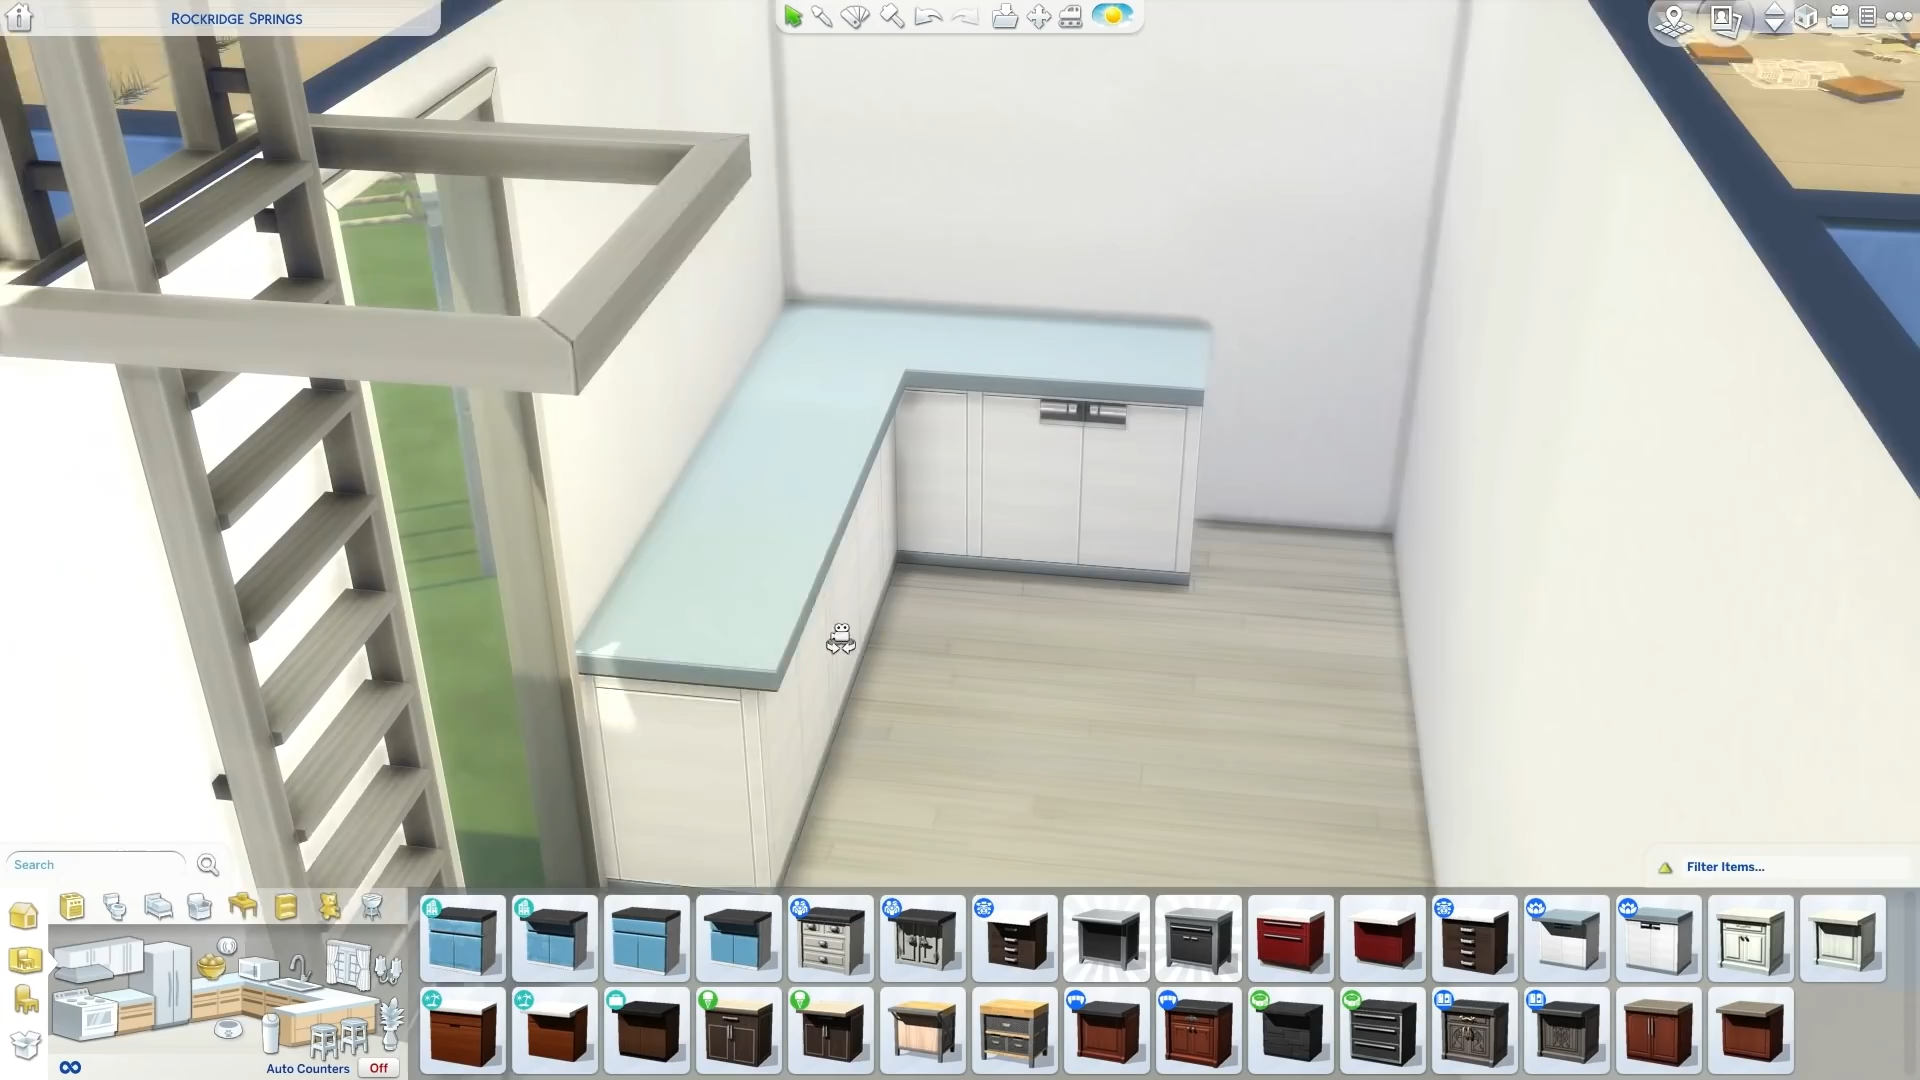 Rockridge Springs
Search
Filter Items...
Auto Counters
Off